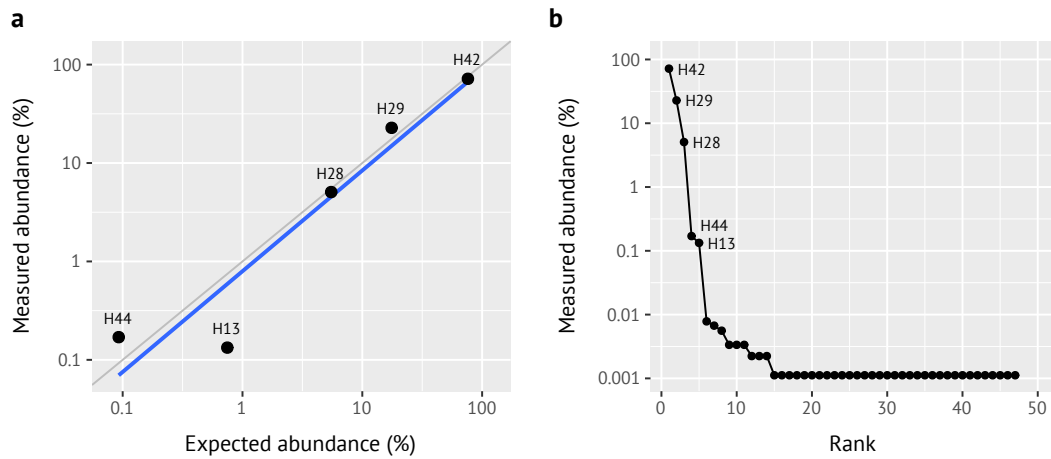 a
Measured abundance (%)
100
10
1
0.1
H42
H29
H28
H44
H13
0.1
1
10
100
Expected abundance (%)
b
Measured abundance (%)
100
10
1
0.1
0.01
0.001
H42
H29
H28
H44
H13
0
10
20
30
40
50
Rank